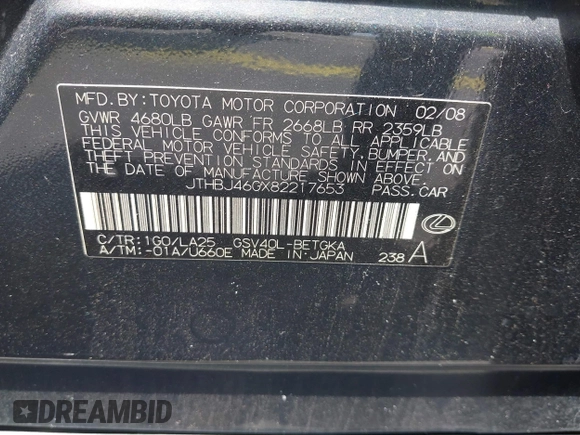 MFD. BY: TOYOTA MOTOR CORPORATION 02/08
GVWR 4680LB GAWR FR 2668LB RR 2359LB
THIS VEHICLE CONFORMS TO ALL APPLICABLE
FEDERAL MOTOR VEHICLE SAFETY, BUMPER, AND
THEFT PREVENTION STANDARDS IN EFFECT ON
THE DATE OF MANUFACTURE SHOWN ABOVE.
JTHBJ46GX82217653 PASS. CAR
C/TR: 1G0/LA25 GSV40L-BETGKA
A/TM: -01A/U660E MADE IN JAPAN 238 A
DREAMBID